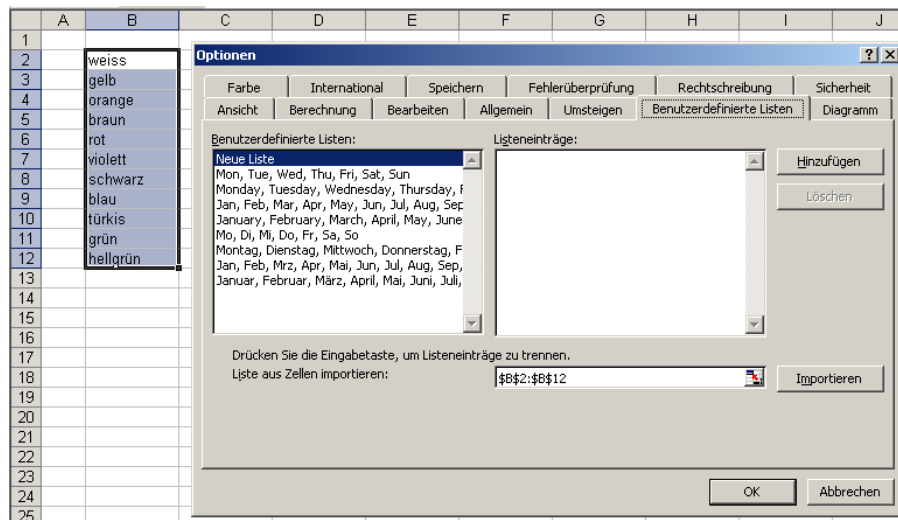 A B C D E F G H I J
1
2 weiss
3 gelb
4 orange
5 braun
6 rot
7 violett
8 schwarz
9 blau
10 türkis
11 grün
12 hellgrün
13
14
15
16
17
18
19
20
21
22
23
24
25
Optionen
Farbe International Speichern Fehlerüberprüfung Rechtschreibung Sicherheit
Ansicht Berechnung Bearbeiten Allgemein Umsteigen Benutzerdefinierte Listen Diagramm
Benutzerdefinierte Listen: Listeneinträge:
Neue Liste
Mon, Tue, Wed, Thu, Fri, Sat, Sun
Monday, Tuesday, Wednesday, Thursday, F
Jan, Feb, Mar, Apr, May, Jun, Jul, Aug, Sep
January, February, March, April, May, June
Mo, Di, Mi, Do, Fr, Sa, So
Montag, Dienstag, Mittwoch, Donnerstag, F
Jan, Feb, Mrz, Apr, Mai, Jun, Jul, Aug, Sep,
Januar, Februar, März, April, Mai, Juni, Juli,
Hinzufügen
Löschen
Drücken Sie die Eingabetaste, um Listeneinträge zu trennen.
Liste aus Zellen importieren: $B$2:$B$12 Importieren
OK Abbrechen